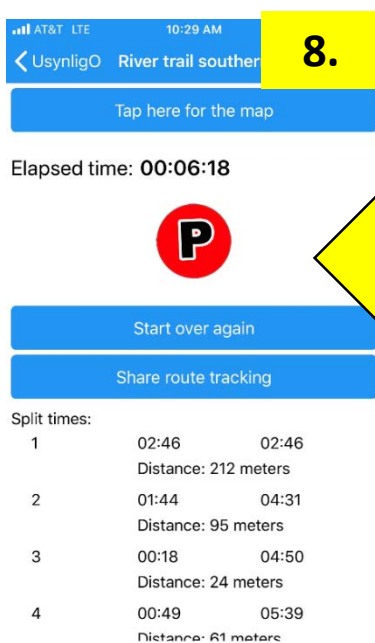 AT&T LTE 10:29 AM
8.
UsynligO River trail souther
Tap here for the map
Elapsed time: 00:06:18
P
Start over again
Share route tracking
Split times:
1 02:46 02:46
Distance: 212 meters
2 01:44 04:31
Distance: 95 meters
3 00:18 04:50
Distance: 24 meters
4 00:49 05:39
Distance: 61 meters